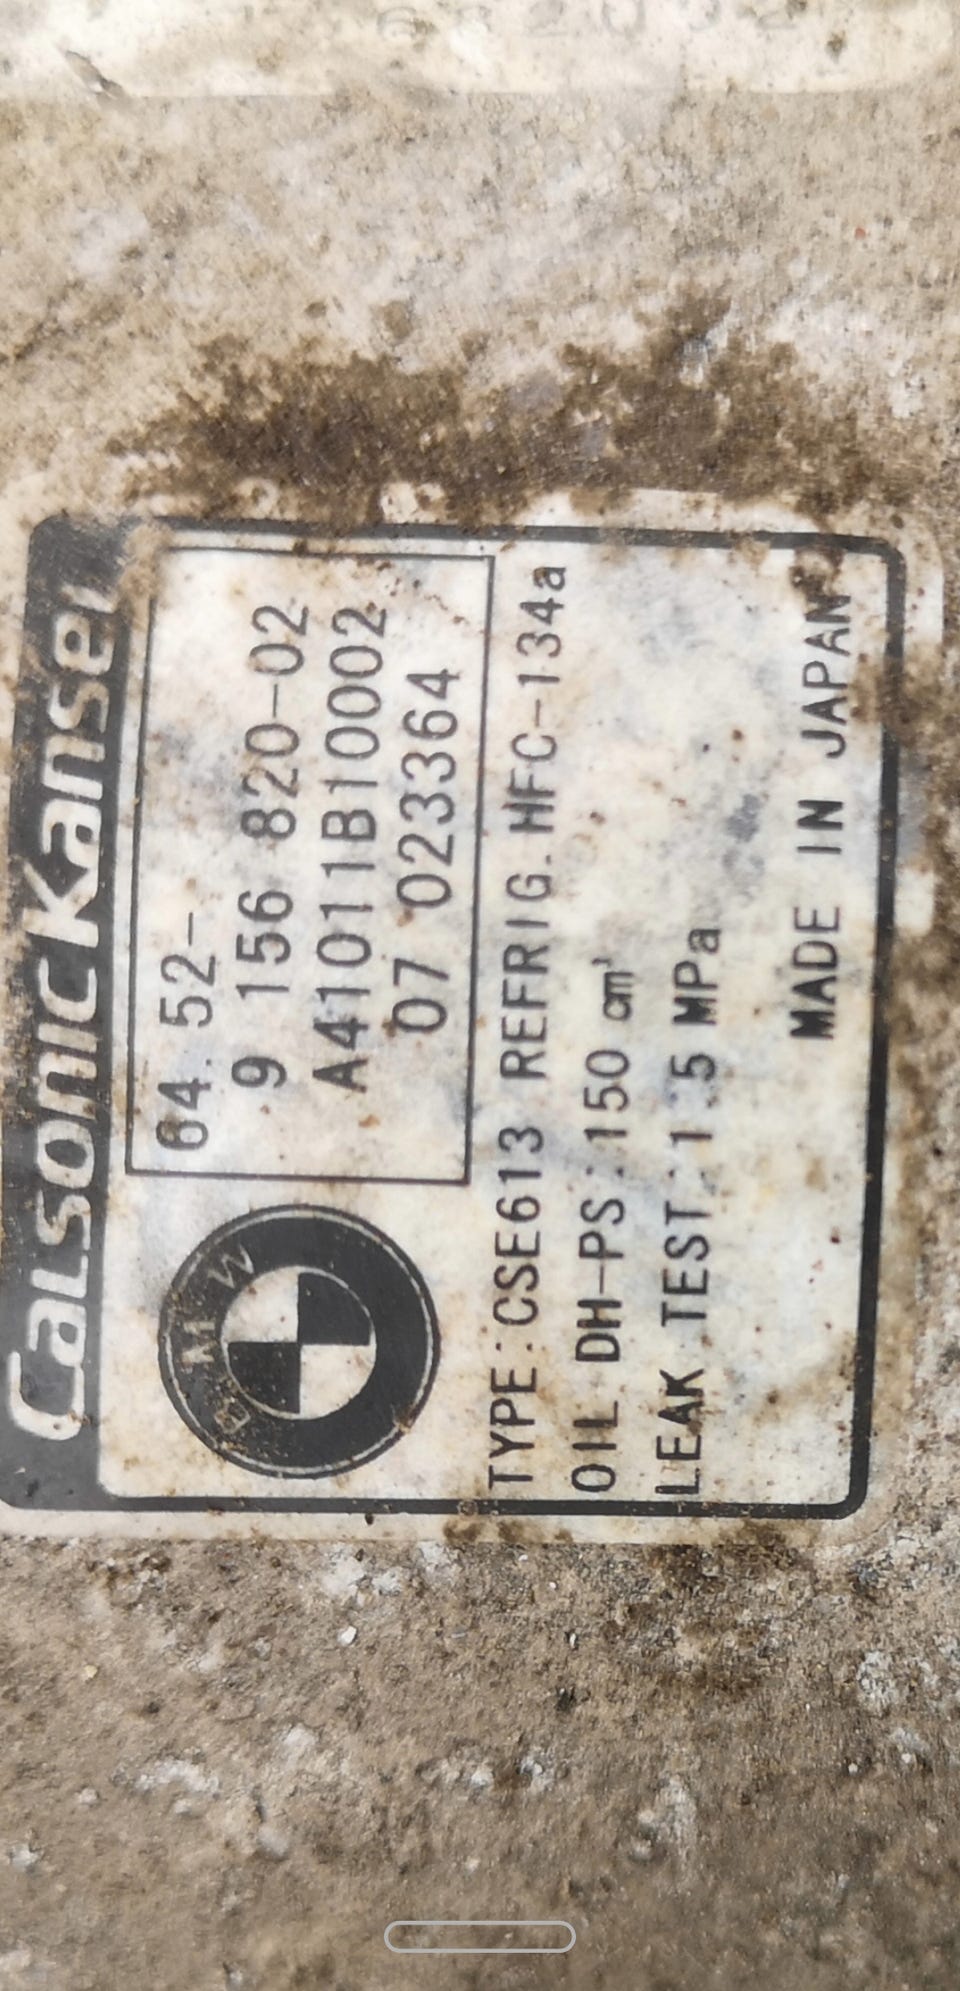 CalsonicKansei
BMW
64. 52-
9 156 820-02
A41011B10002
07 023364
TYPE:CSE613 REFRIG.HFC-134a
OIL DH-PS:150 cm³
LEAK TEST:1.5 MPa
MADE IN JAPAN